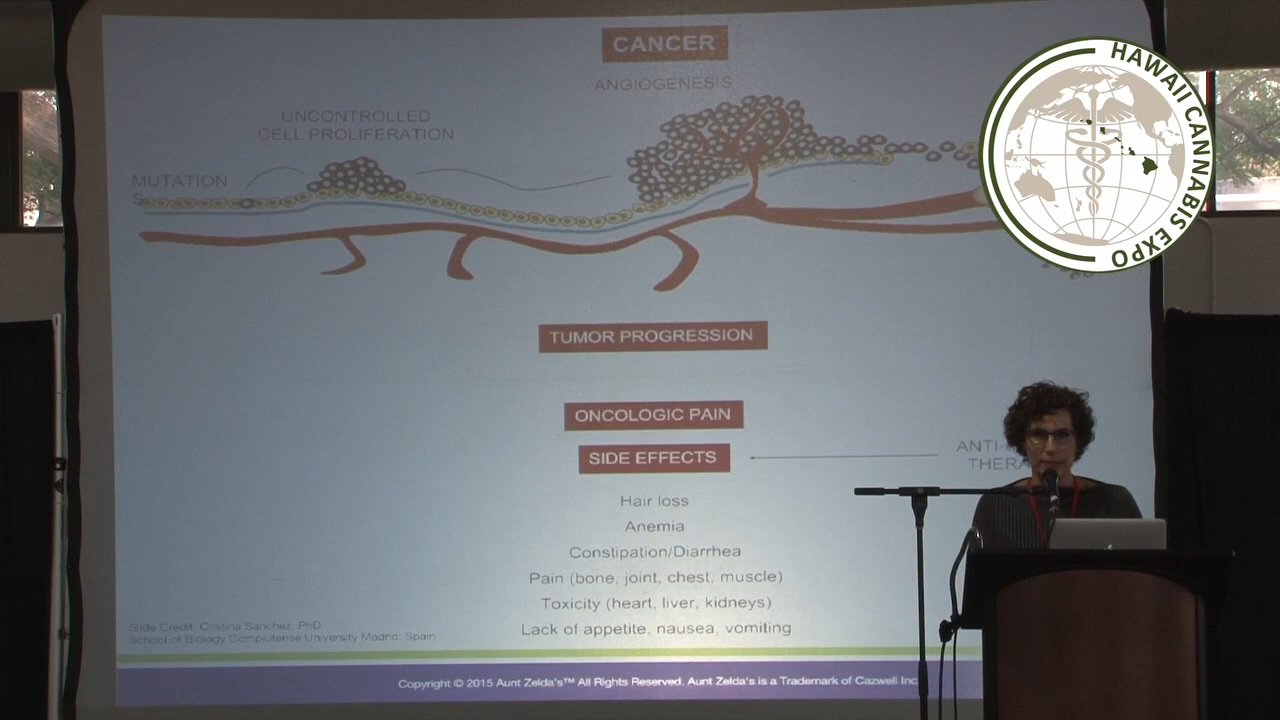 CANCER
ANGIOGENESIS
UNCONTROLLED
CELL PROLIFERATION
MUTATION
S
TUMOR PROGRESSION
ONCOLOGIC PAIN
SIDE EFFECTS
ANTI-
THERA
Hair loss
Anemia
Constipation/Diarrhea
Pain (bone, joint, chest, muscle)
Toxicity (heart, liver, kidneys)
Lack of appetite, nausea, vomiting
Slide Credit: Cristina Sanchez, PhD
School of Biology Complutense University Madrid, Spain
Copyright © 2015 Aunt Zelda's™ All Rights Reserved. Aunt Zelda's is a Trademark of Cazwell Inc
HAWAII CANNABIS EXPO